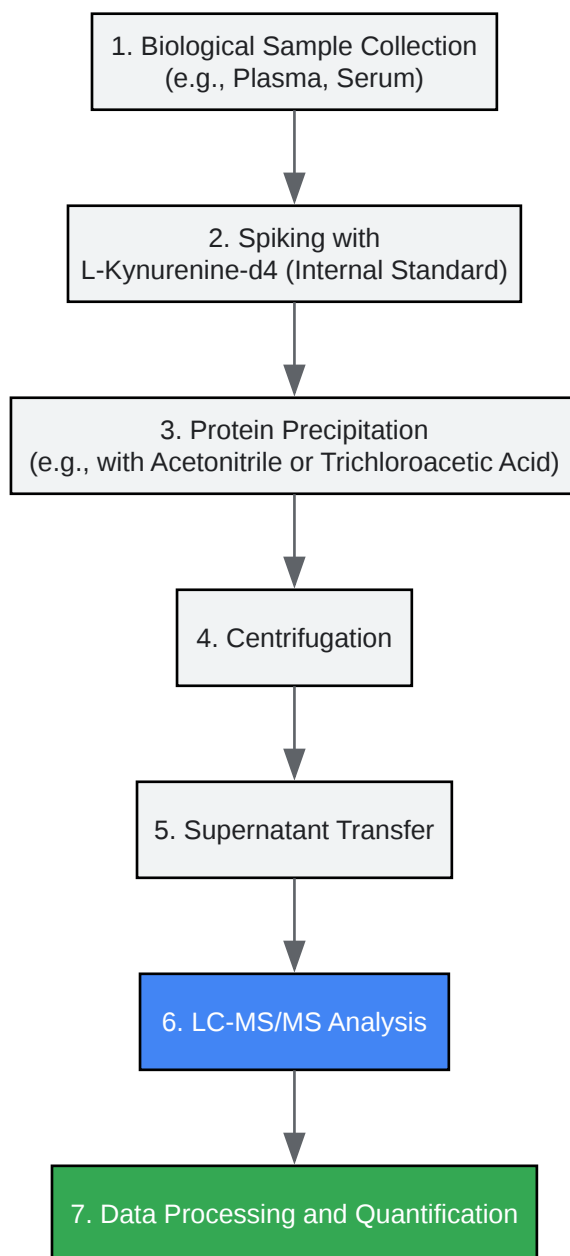 1. Biological Sample Collection
(e.g., Plasma, Serum)
2. Spiking with
L-Kynurenine-d4 (Internal Standard)
3. Protein Precipitation
(e.g., with Acetonitrile or Trichloroacetic Acid)
4. Centrifugation
5. Supernatant Transfer
6. LC-MS/MS Analysis
7. Data Processing and Quantification